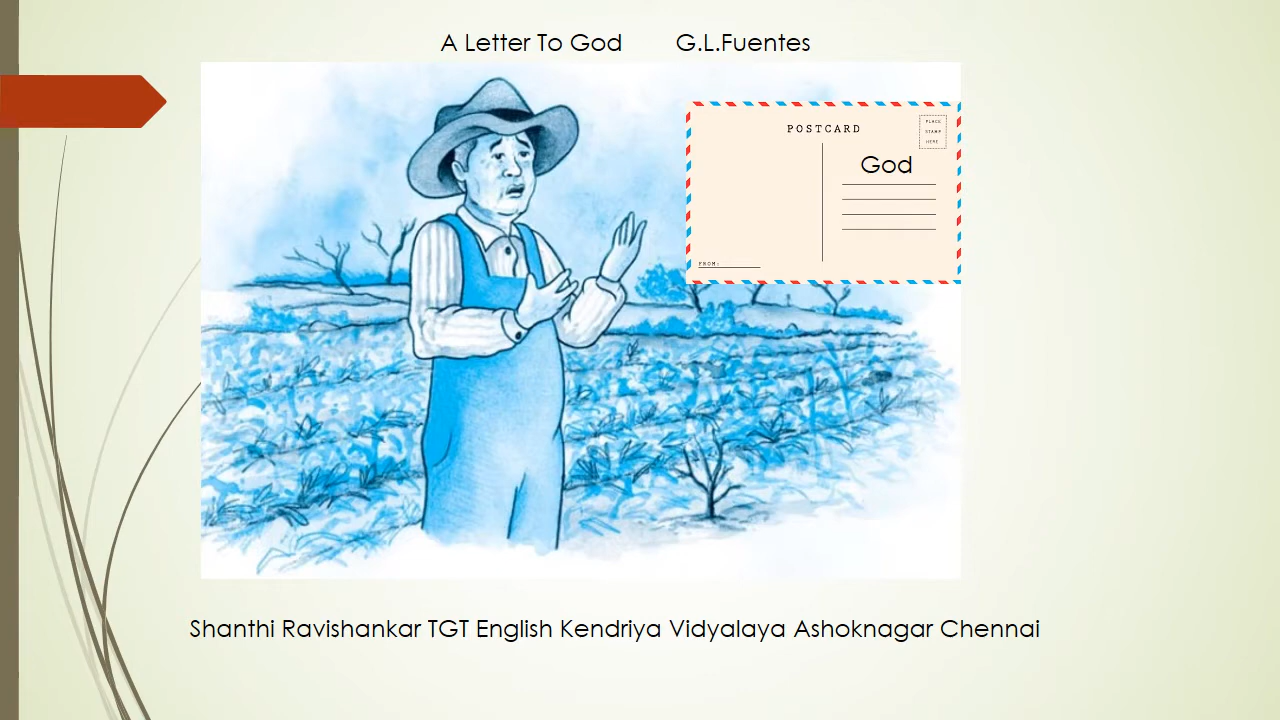 A Letter To God G.L.Fuentes
POSTCARD
PLACE
STAMP
HERE
God
FROM:
Shanthi Ravishankar TGT English Kendriya Vidyalaya Ashoknagar Chennai